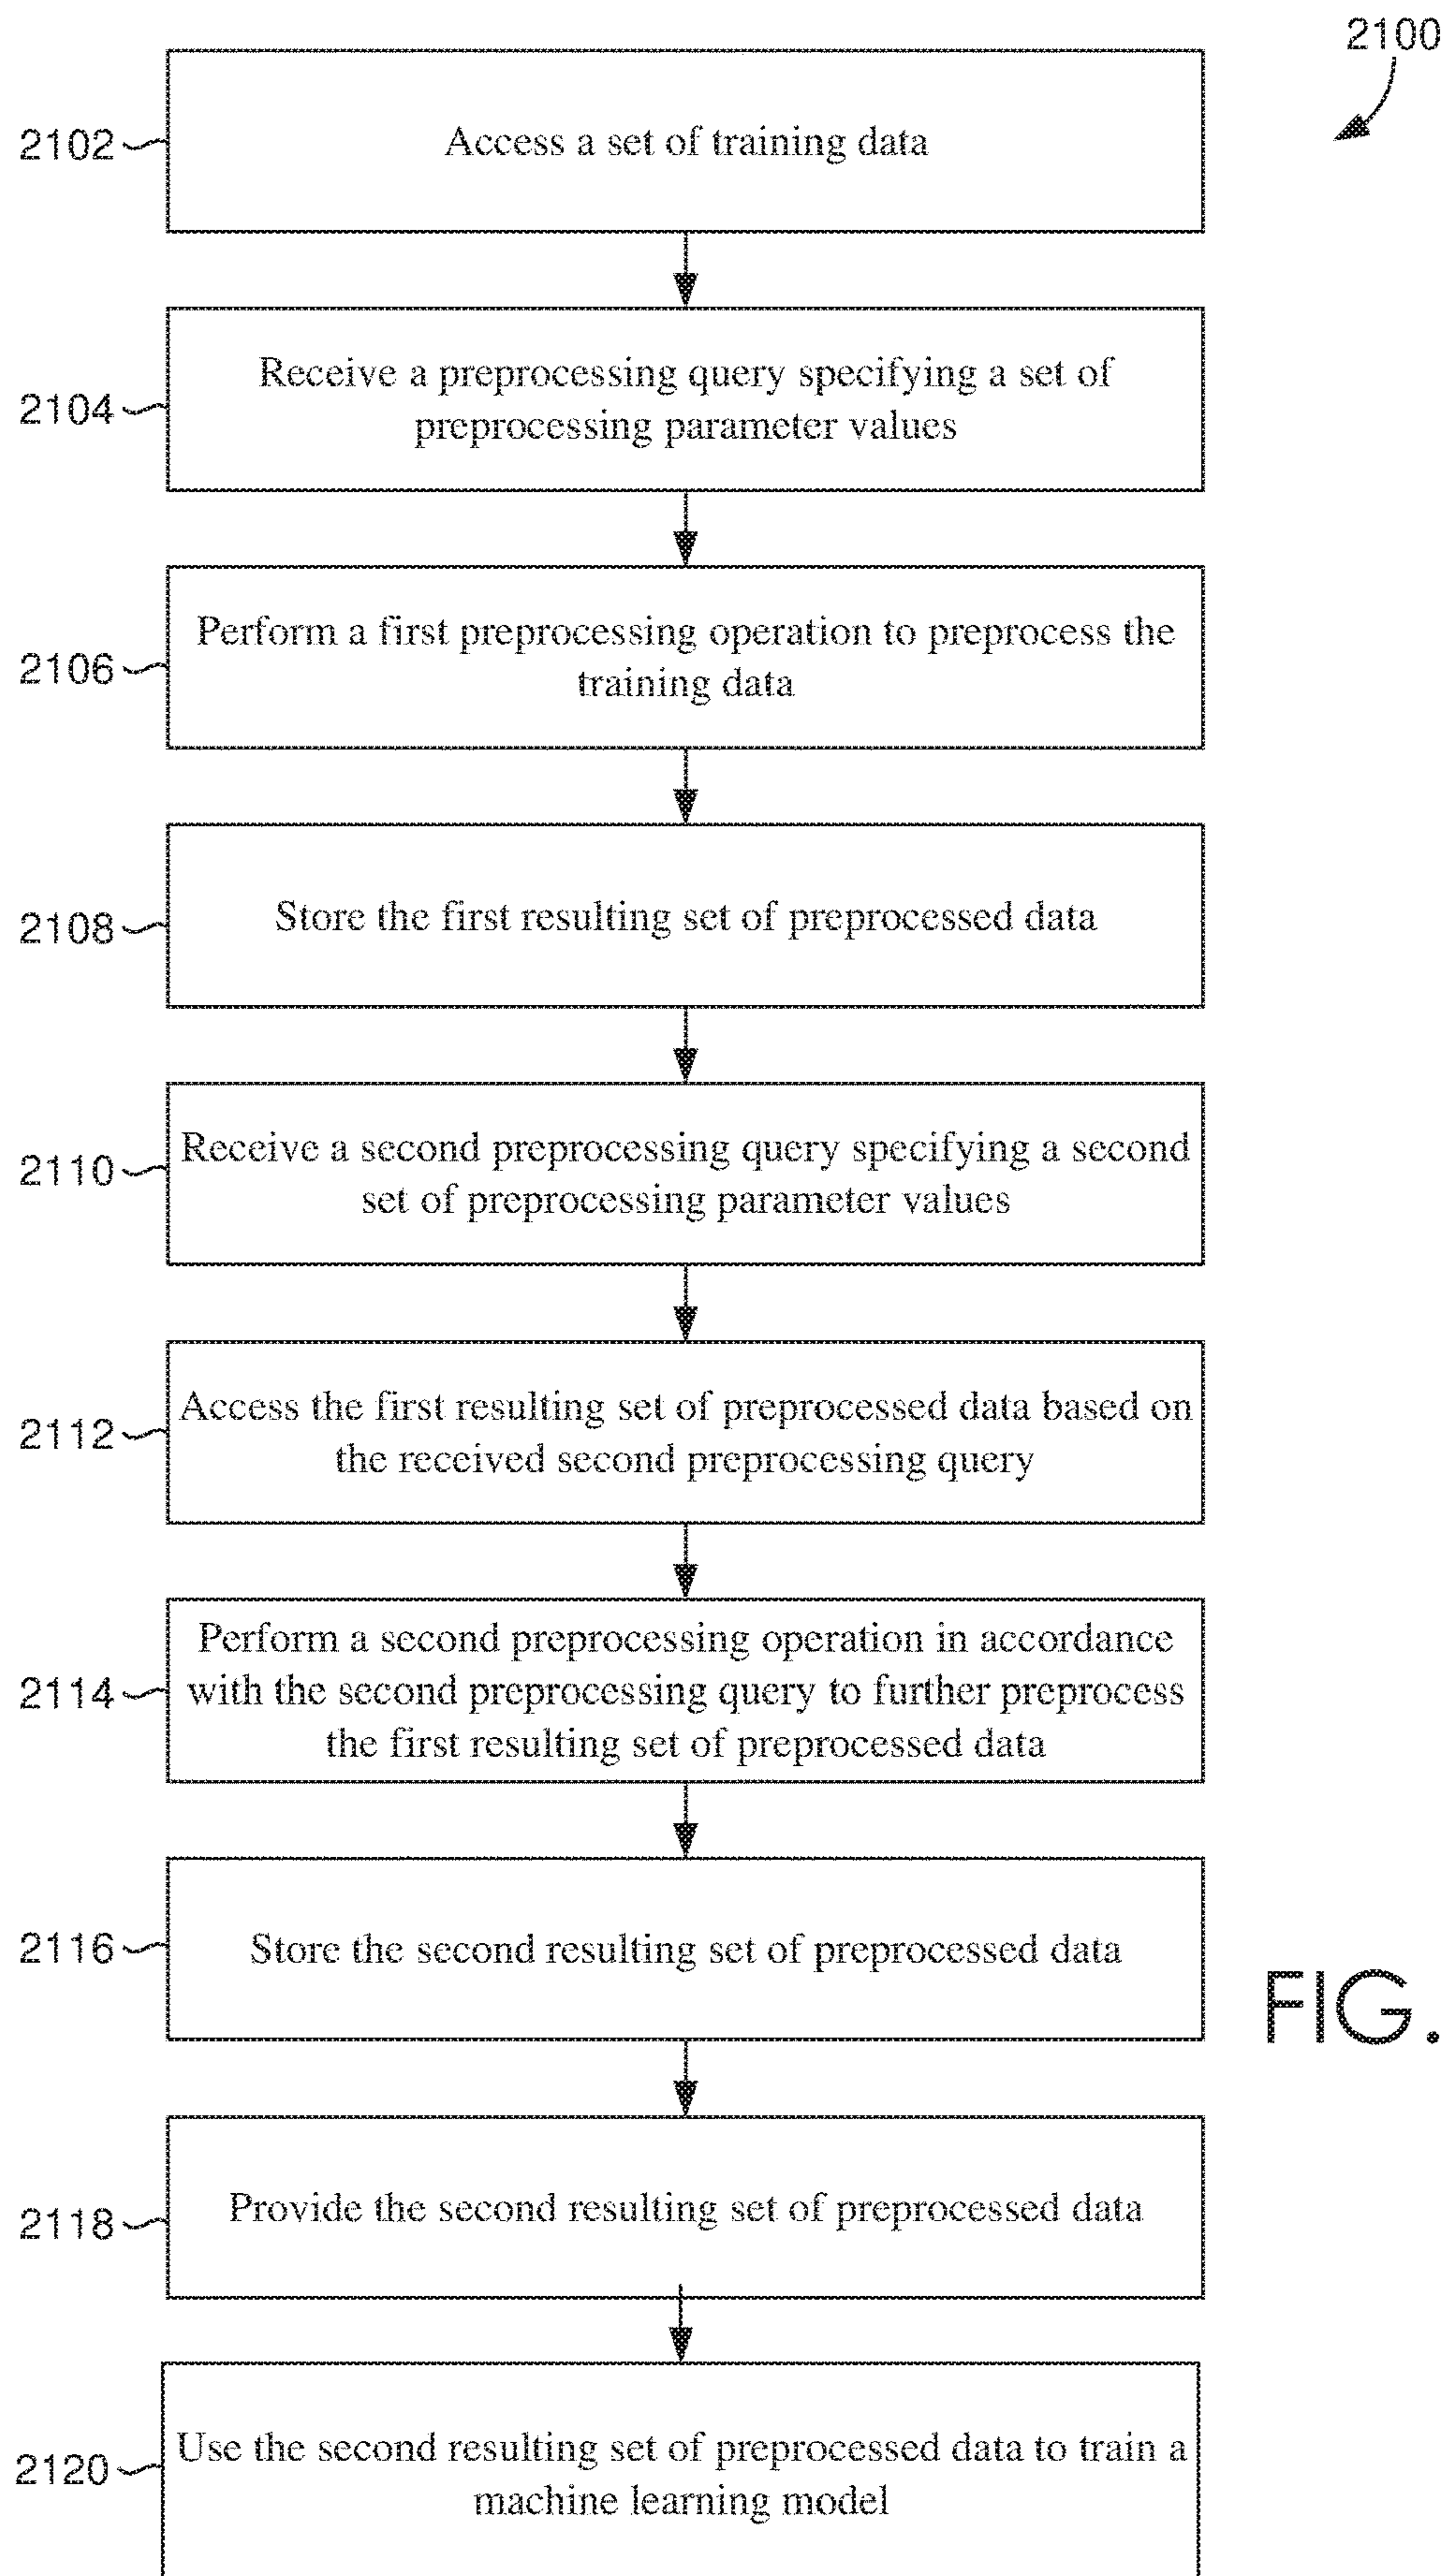 2100
2102
Access a set of training data
2104
Receive a preprocessing query specifying a set of
preprocessing parameter values
2106
Perform a first preprocessing operation to preprocess the
training data
2108
Store the first resulting set of preprocessed data
2110
Receive a second preprocessing query specifying a second
set of preprocessing parameter values
2112
Access the first resulting set of preprocessed data based on
the received second preprocessing query
2114
Perform a second preprocessing operation in accordance
with the second preprocessing query to further preprocess
the first resulting set of preprocessed data
2116
Store the second resulting set of preprocessed data
FIG.
2118
Provide the second resulting set of preprocessed data
2120
Use the second resulting set of preprocessed data to train a
machine learning model